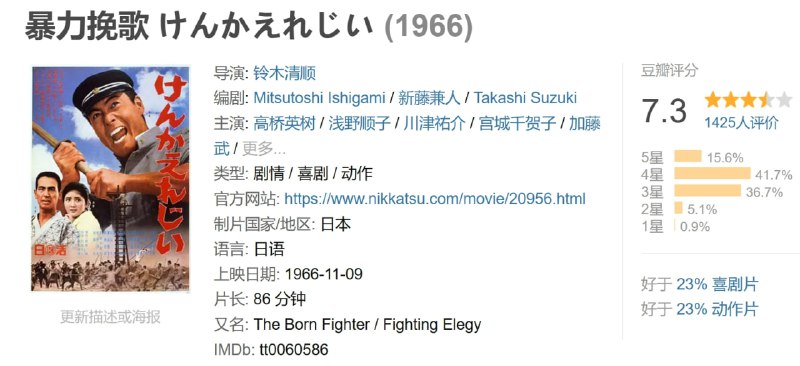 暴力挽歌 けんかえれじい (1966)
けんかえれじい
日活
更新描述或海报
导演: 铃木清顺
编剧: Mitsutoshi Ishigami / 新藤兼人 / Takashi Suzuki
主演: 高桥英树 / 浅野顺子 / 川津祐介 / 宫城千贺子 / 加藤
武 / 更多...
类型: 剧情 / 喜剧 / 动作
官方网站: https://www.nikkatsu.com/movie/20956.html
制片国家/地区: 日本
语言: 日语
上映日期: 1966-11-09
片长: 86 分钟
又名: The Born Fighter / Fighting Elegy
IMDb: tt0060586
豆瓣评分
7.3
1425人评价
5星 15.6%
4星 41.7%
3星 36.7%
2星 5.1%
1星 0.9%
好于 23% 喜剧片
好于 23% 动作片